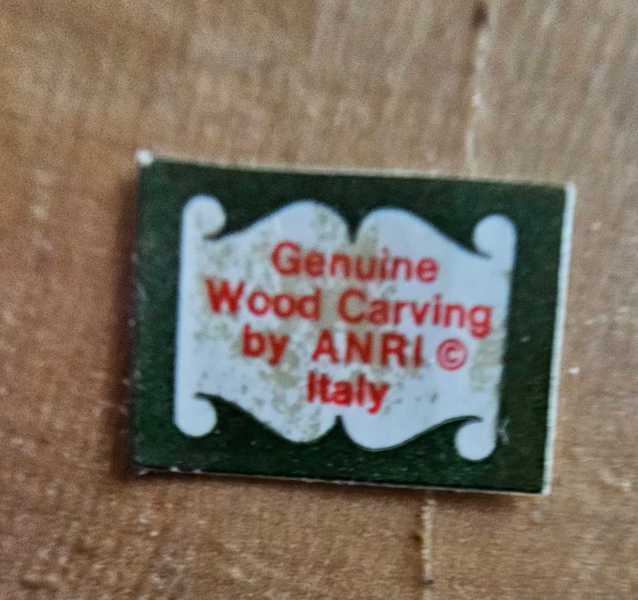 Genuine
Wood Carving
by ANRI ©
Italy